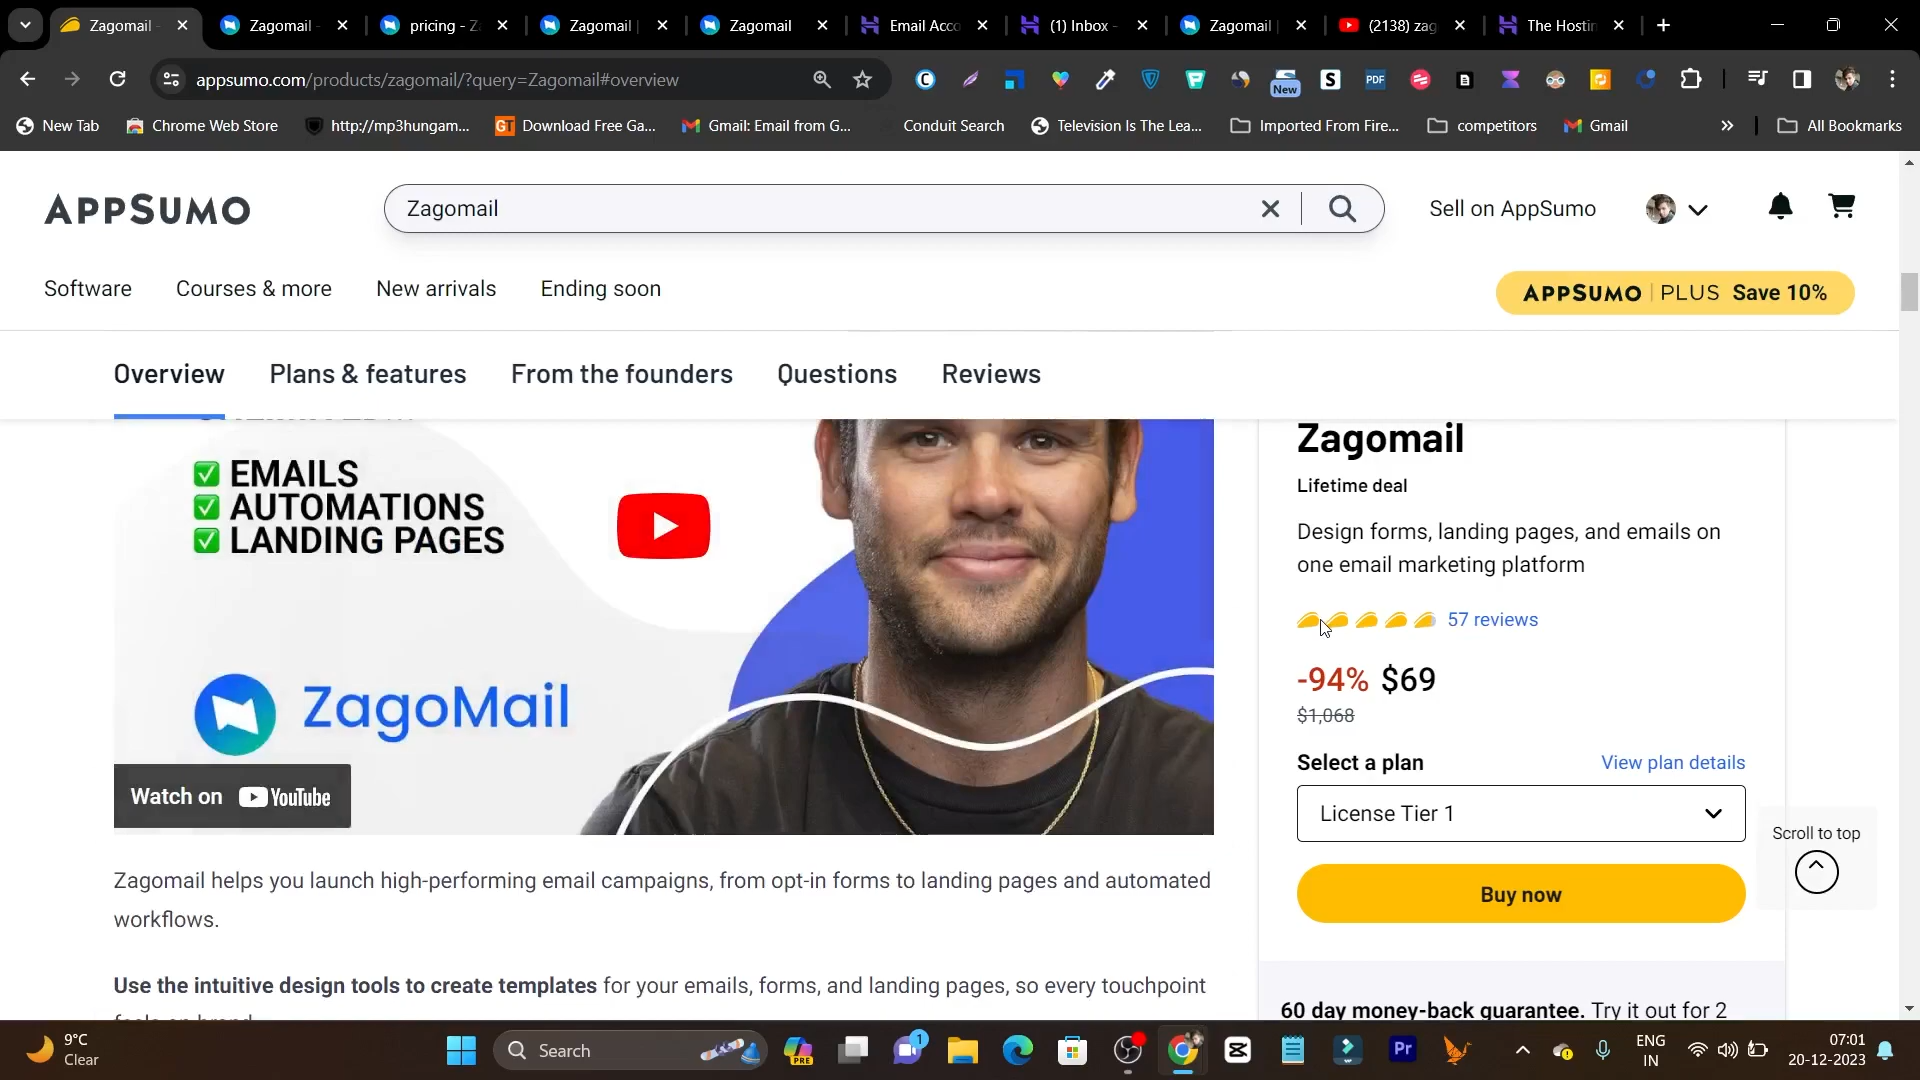 Zagomail -
Zagomail -
pricing - Z
Zagomail |
Zagomail
Email Acco
(1) Inbox -
Zagomail |
(2138) zag
The Hostin
appsumo.com/products/zagomail/?query=Zagomail#overview
New
PDF
New Tab
Chrome Web Store
http://mp3hungam...
Download Free Ga...
Gmail: Email from G...
Conduit Search
Television Is The Lea...
Imported From Fire...
competitors
Gmail
All Bookmarks
APPSUMO
Zagomail
Sell on AppSumo
Software
Courses & more
New arrivals
Ending soon
APPSUMO | PLUS Save 10%
Overview
Plans & features
From the founders
Questions
Reviews
✅ EMAILS
✅ AUTOMATIONS
✅ LANDING PAGES
ZagoMail
Watch on YouTube
Zagomail helps you launch high-performing email campaigns, from opt-in forms to landing pages and automated
workflows.
Use the intuitive design tools to create templates for your emails, forms, and landing pages, so every touchpoint
Zagomail
Lifetime deal
Design forms, landing pages, and emails on
one email marketing platform
57 reviews
-94% $69
$1,068
Select a plan
View plan details
License Tier 1
Buy now
60 day money-back guarantee. Try it out for 2
Scroll to top
9°C
Clear
Search
PRE
1
Pr
ENG
IN
07:01
20-12-2023